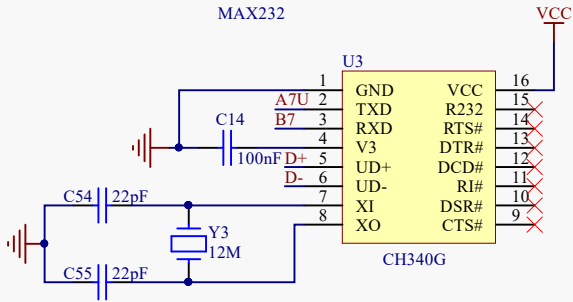 MAX232
VCC
U3
1 GND VCC 16
A7U 2 TXD R232 15
B7 3 RXD RTS# 14
C14 4 V3 DTR# 13
100nF
D+ 5 UD+ DCD# 12
D- 6 UD- RI# 11
C54 22pF 7 XI DSR# 10
8 XO CTS# 9
Y3
12M
CH340G
C55 22pF